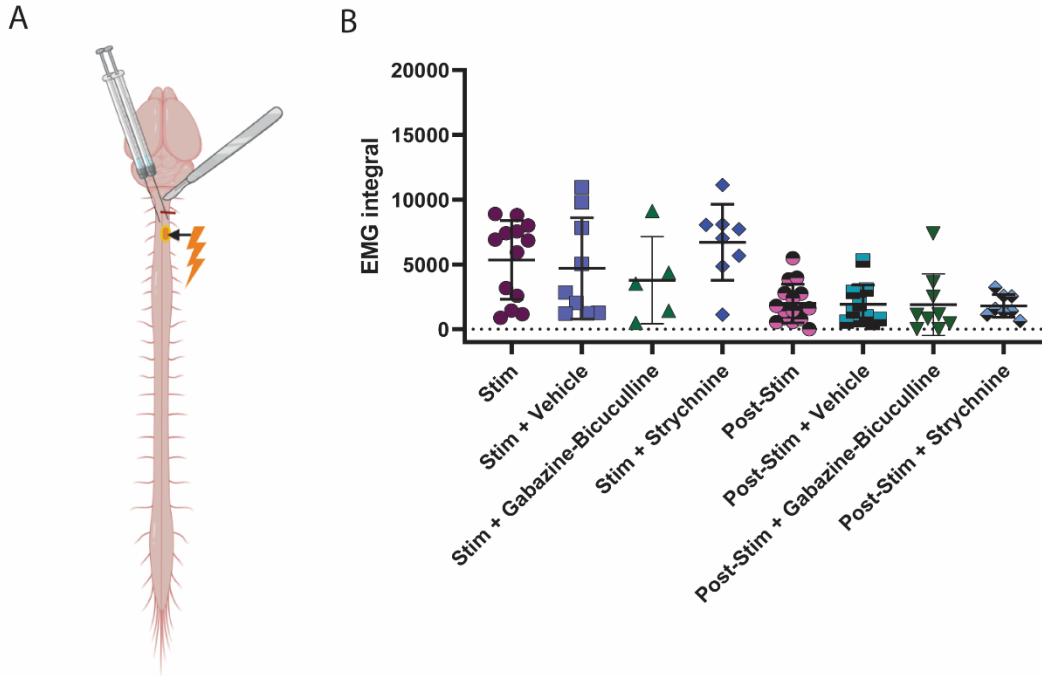 A
B
EMG integral
20000
15000
10000
5000
0
Stim
Stim + Vehicle
Stim + Gabazine-Bicuculline
Stim + Strychnine
Post-Stim
Post-Stim + Vehicle
Post-Stim + Gabazine-Bicuculline
Post-Stim + Strychnine